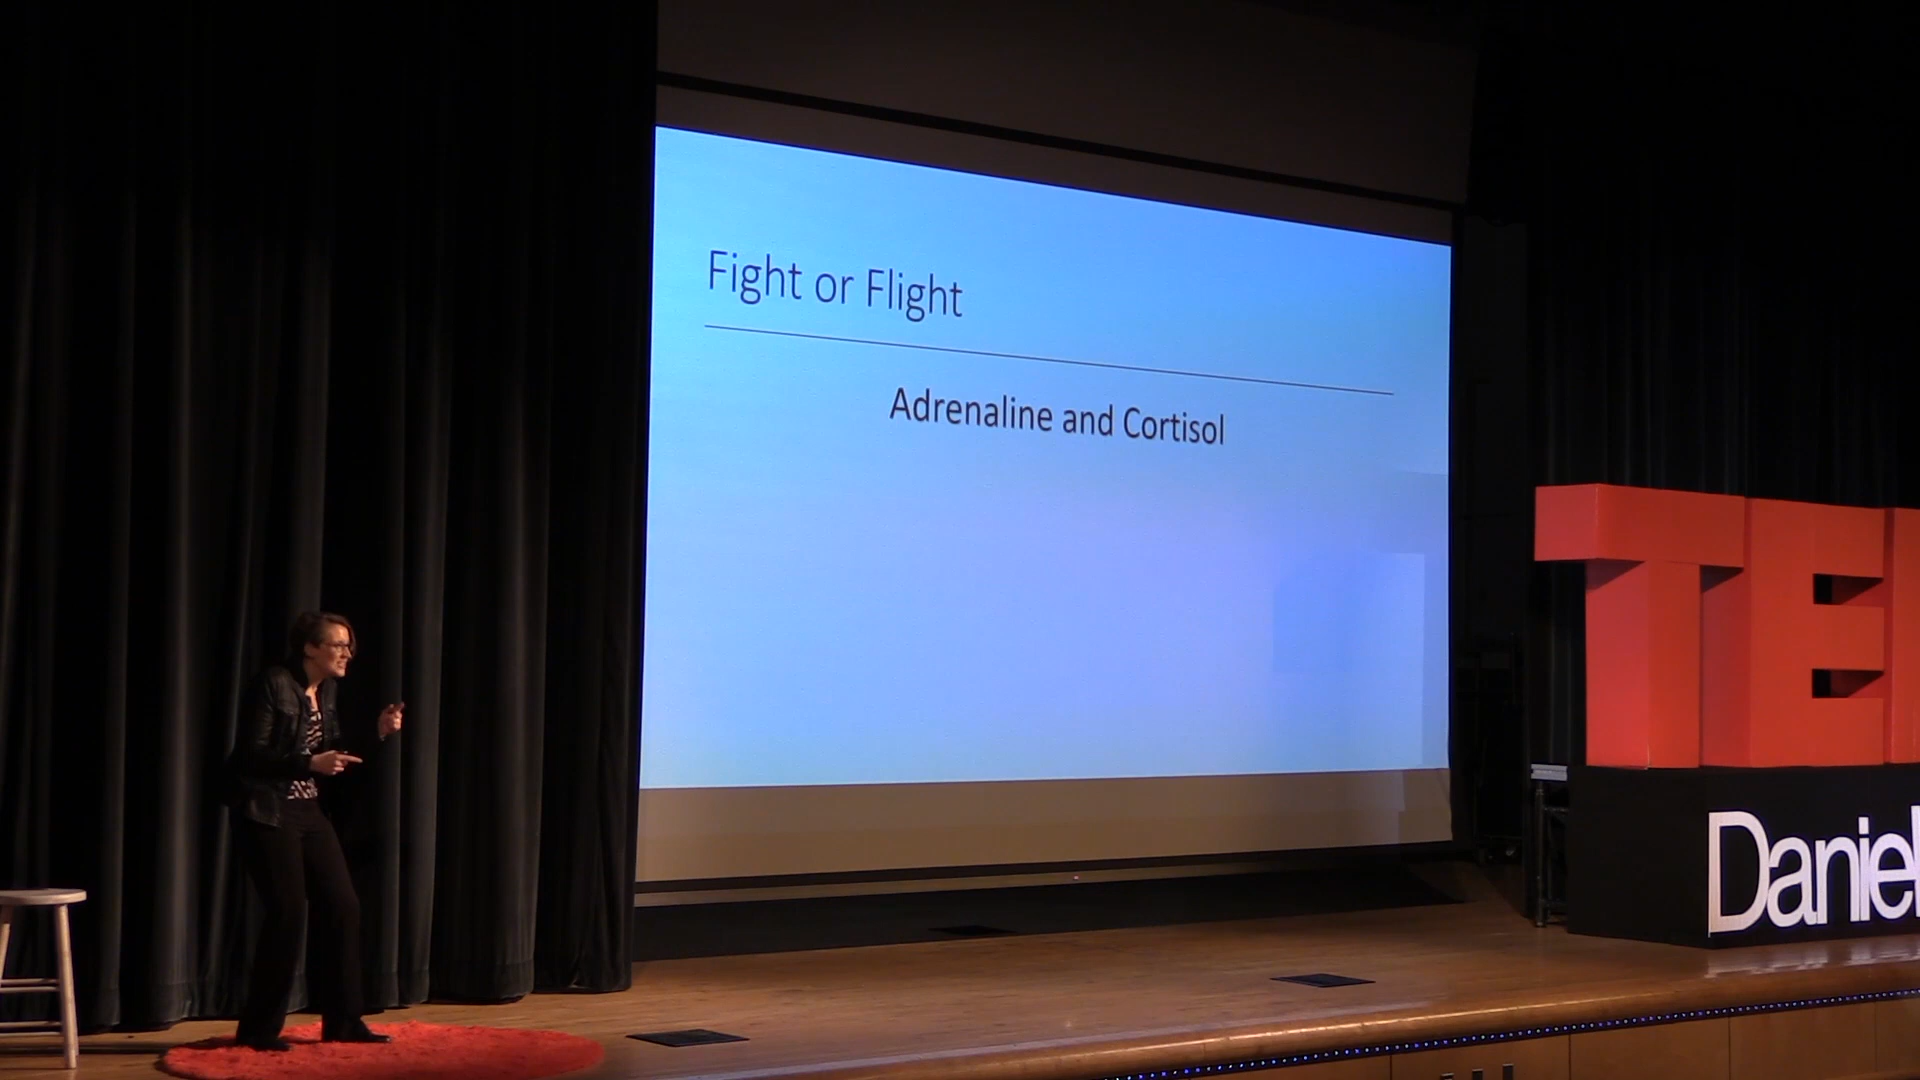 Fight or Flight
Adrenaline and Cortisol
TE
Daniel